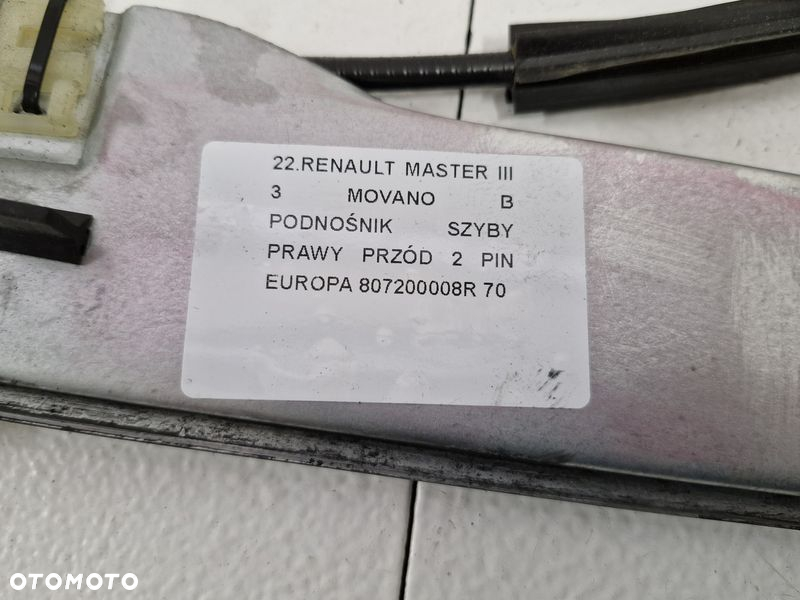 22.RENAULT MASTER III
3 MOVANO B
PODNOŚNIK SZYBY
PRAWY PRZÓD 2 PIN
EUROPA 807200008R 70
OTOMOTO